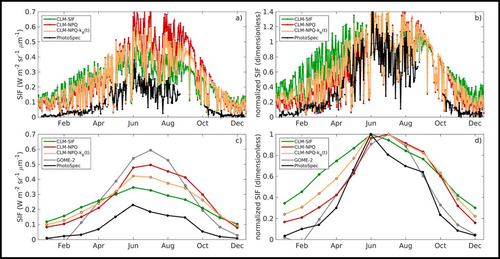 SIF (W m⁻² sr⁻¹ μm⁻¹)
0.7
0.6
0.5
0.4
0.3
0.2
0.1
0
CLM-SIF
CLM-NPQ
CLM-NPQ-kₚ(t)
PhotoSpec
a)
Feb Apr Jun Aug Oct Dec
normalized SIF (dimensionless)
1.4
1.2
1
0.8
0.6
0.4
0.2
0
CLM-SIF
CLM-NPQ
CLM-NPQ-kₚ(t)
PhotoSpec
b)
Feb Apr Jun Aug Oct Dec
SIF (W m⁻² sr⁻¹ μm⁻¹)
0.7
0.6
0.5
0.4
0.3
0.2
0.1
0
CLM-SIF
CLM-NPQ
CLM-NPQ-kₚ(t)
GOME-2
PhotoSpec
c)
Feb Apr Jun Aug Oct Dec
normalized SIF (dimensionless)
1
0.8
0.6
0.4
0.2
0
CLM-SIF
CLM-NPQ
CLM-NPQ-kₚ(t)
GOME-2
PhotoSpec
d)
Feb Apr Jun Aug Oct Dec